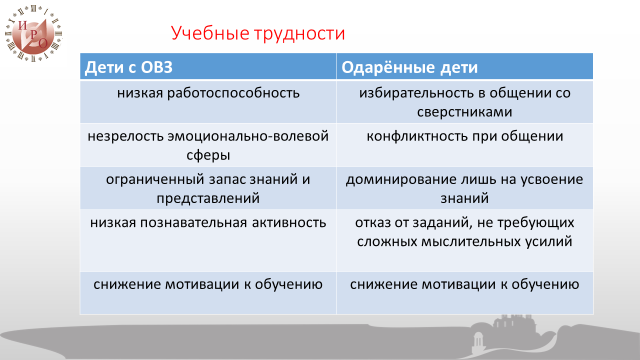 ИРО
Учебные трудности
Дети с ОВЗ
Одарённые дети
низкая работоспособность
избирательность в общении со
сверстниками
незрелость эмоционально-волевой
сферы
конфликтность при общении
ограниченный запас знаний и
представлений
доминирование лишь на усвоение
знаний
низкая познавательная активность
отказ от заданий, не требующих
сложных мыслительных усилий
снижение мотивации к обучению
снижение мотивации к обучению